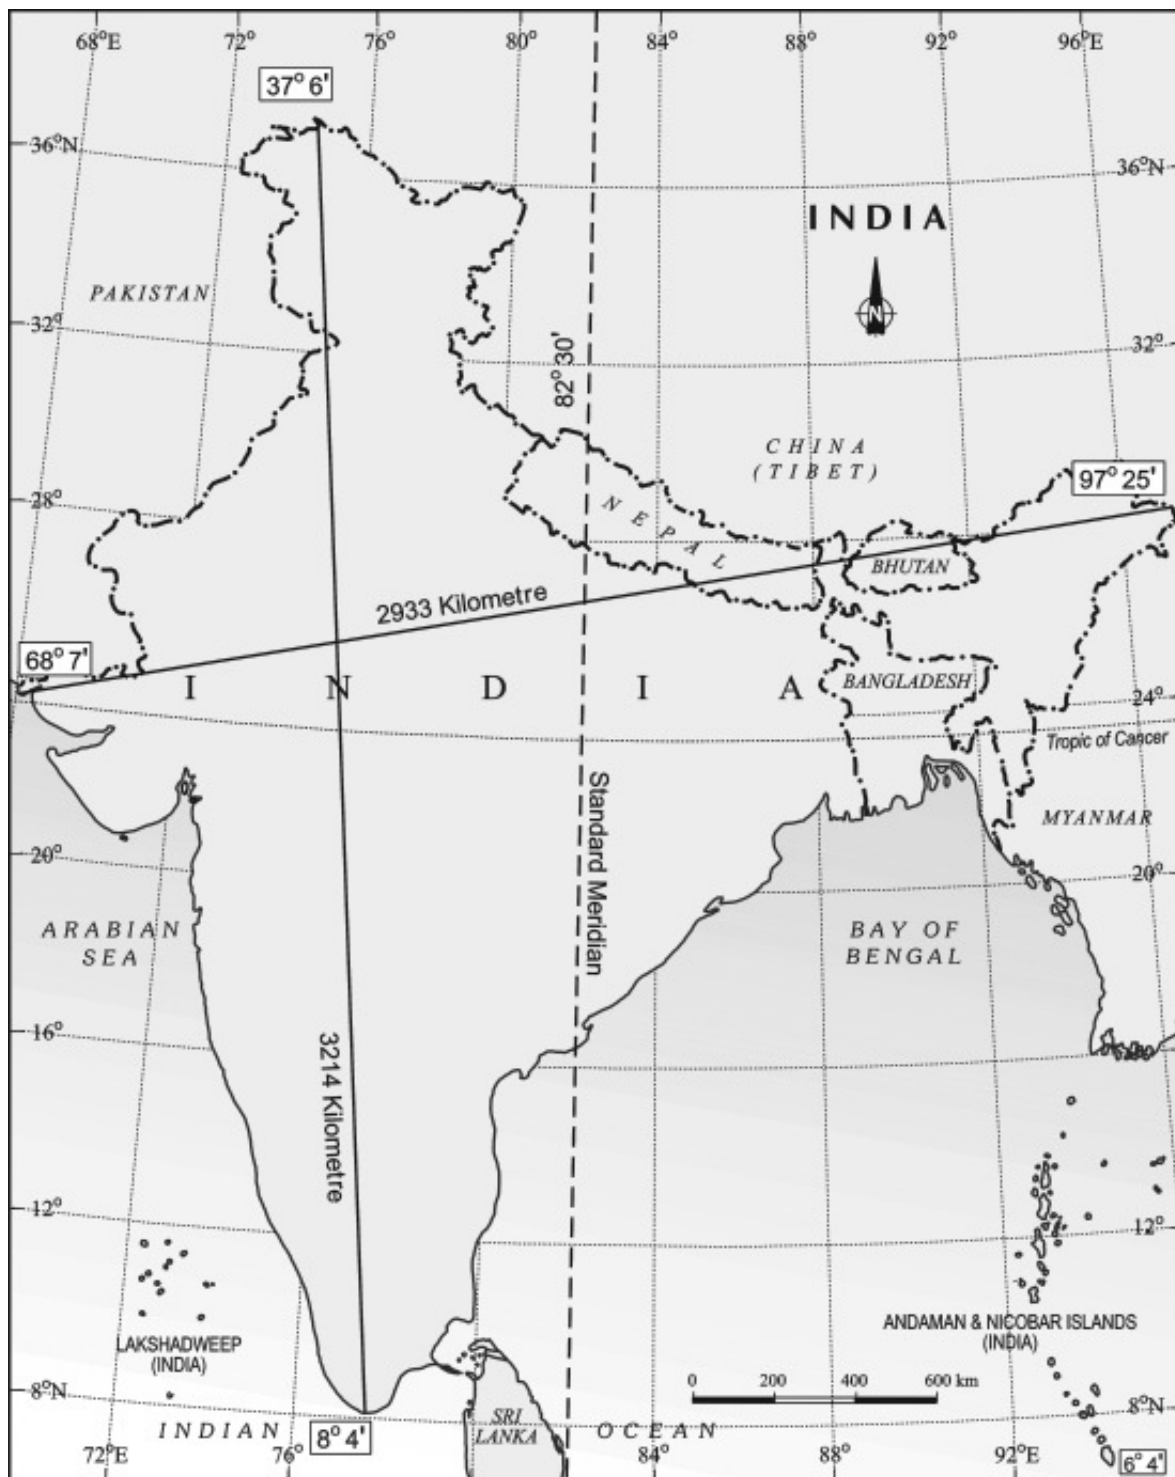 68°E 72° 76° 80° 84° 88° 92° 96°E
37° 6'
36°N
36°N
INDIA
N
PAKISTAN
32°
32°
82° 30'
CHINA
(TIBET)
97° 25'
28°
NEPAL
BHUTAN
2933 Kilometre
68° 7'
INDIA
BANGLADESH
24°
Tropic of Cancer
Standard Meridian
MYANMAR
20°
20°
ARABIAN
SEA
BAY OF
BENGAL
16°
3214 Kilometre
12°
12°
LAKSHADWEEP
(INDIA)
ANDAMAN & NICOBAR ISLANDS
(INDIA)
0 200 400 600 km
8°N
8°N
INDIAN
8° 4'
SRI
LANKA
OCEAN
72°E 76° 84° 88° 92°E
6° 4'